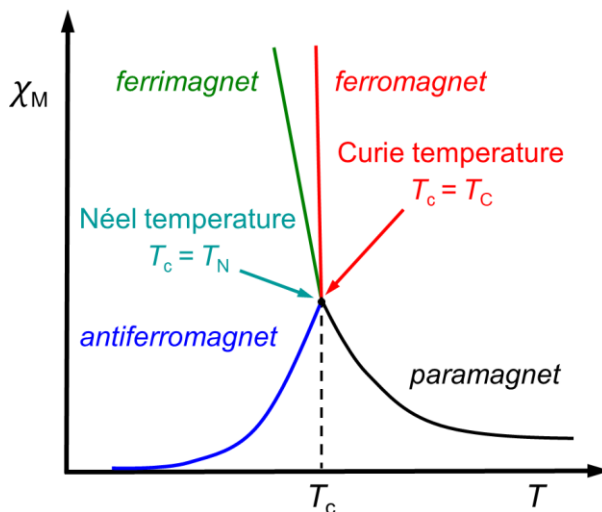 χM
ferrimagnet
ferromagnet
Curie temperature
Tc = TC
Néel temperature
Tc = TN
antiferromagnet
paramagnet
Tc
T